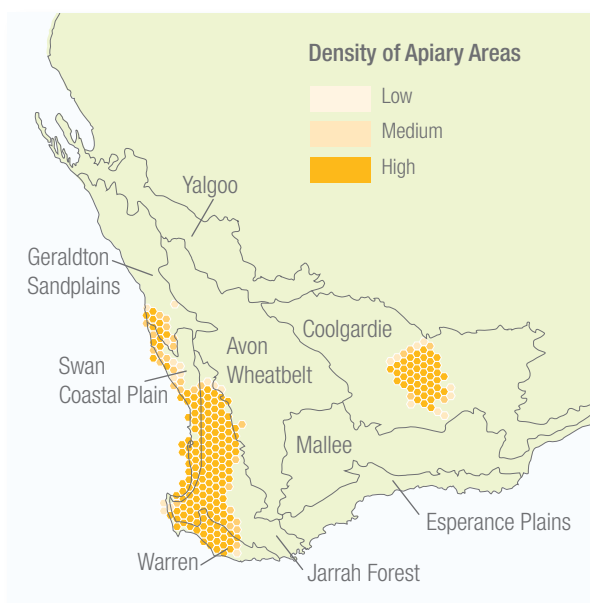 Density of Apiary Areas
Low
Medium
High
Yalgoo
Geraldton
Sandplains
Coolgardie
Avon
Wheatbelt
Swan
Coastal Plain
Mallee
Esperance Plains
Warren
Jarrah Forest